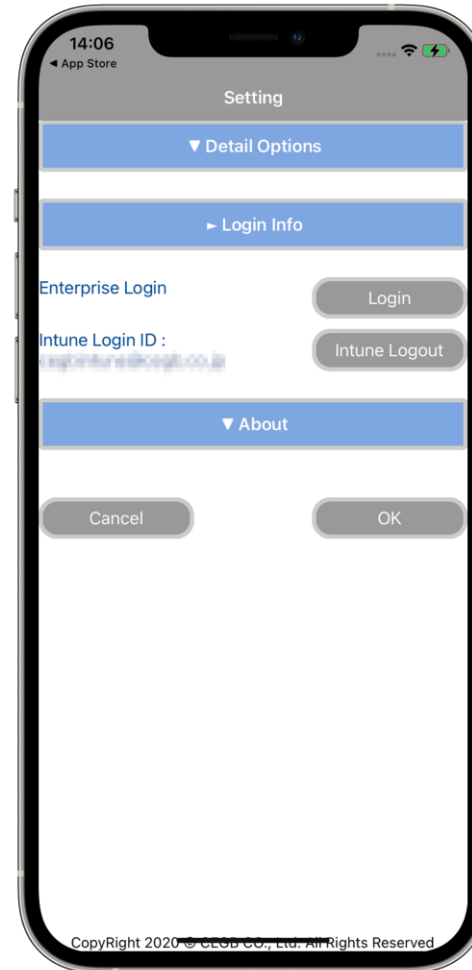 14:06
◄ App Store
Setting
▼ Detail Options
► Login Info
Enterprise Login
Login
Intune Login ID :
Intune Logout
▼ About
Cancel
OK
CopyRight 2020 © CEGB CO., Ltd. All Rights Reserved